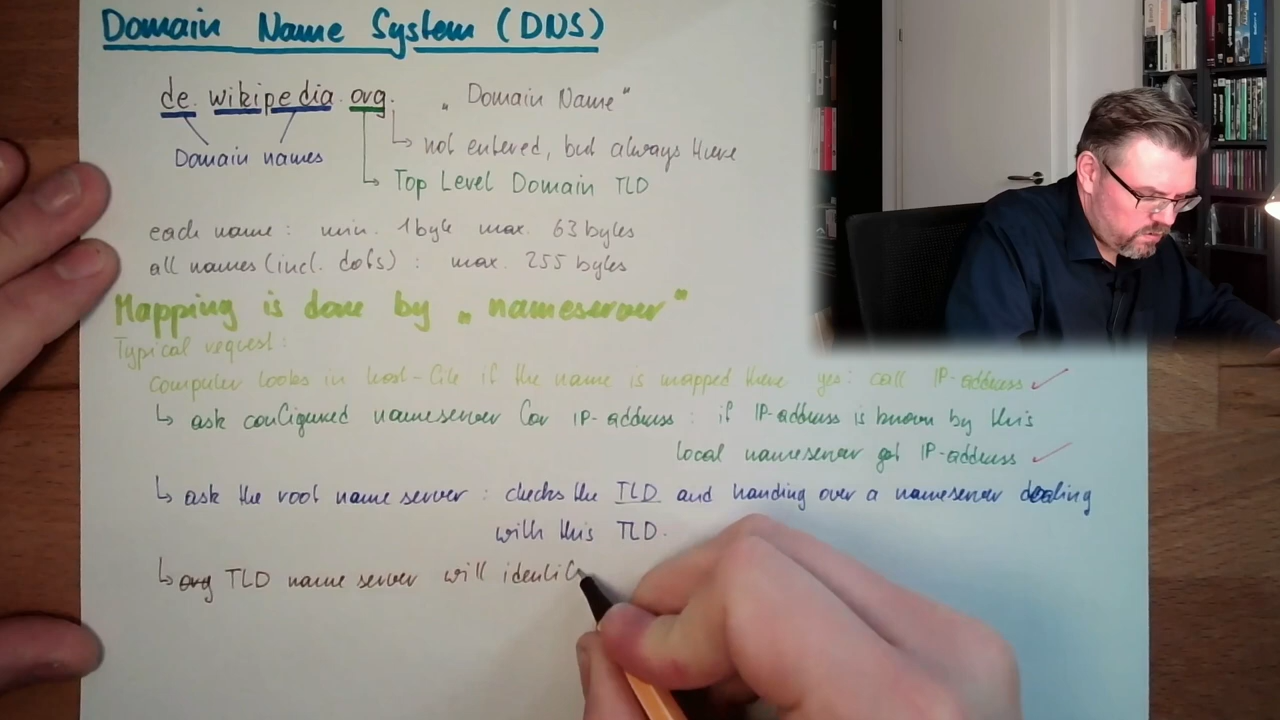 Domain Name System (DNS)
de. wikipedia. org. „Domain Name"
Domain names
not entered, but always there
Top Level Domain TLD
each name: min. 1byte max. 63 bytes
all names (incl. dots): max. 255 bytes
Mapping is done by „nameserver"
Typical request:
Computer looks in host-file if the name is mapped there yes: call IP-address ✓
↳ ask configured nameserver for IP-address: if IP-address is known by this
local nameserver get IP-address ✓
↳ ask the root name server: checks the TLD and handing over a nameserver dealing
with this TLD.
↳ org TLD name server will identif